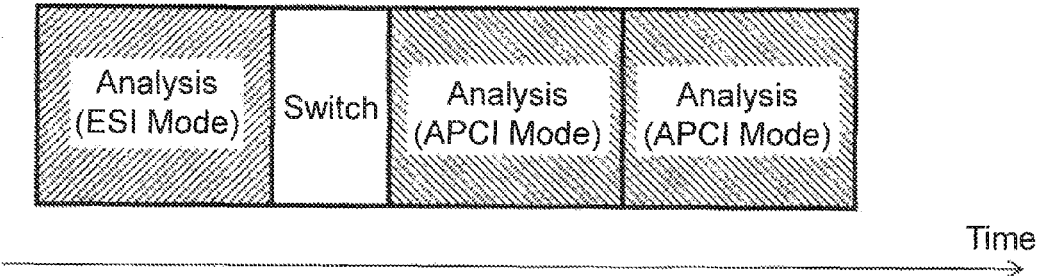 Analysis
(ESI Mode)
Switch
Analysis
(APCI Mode)
Analysis
(APCI Mode)
Time